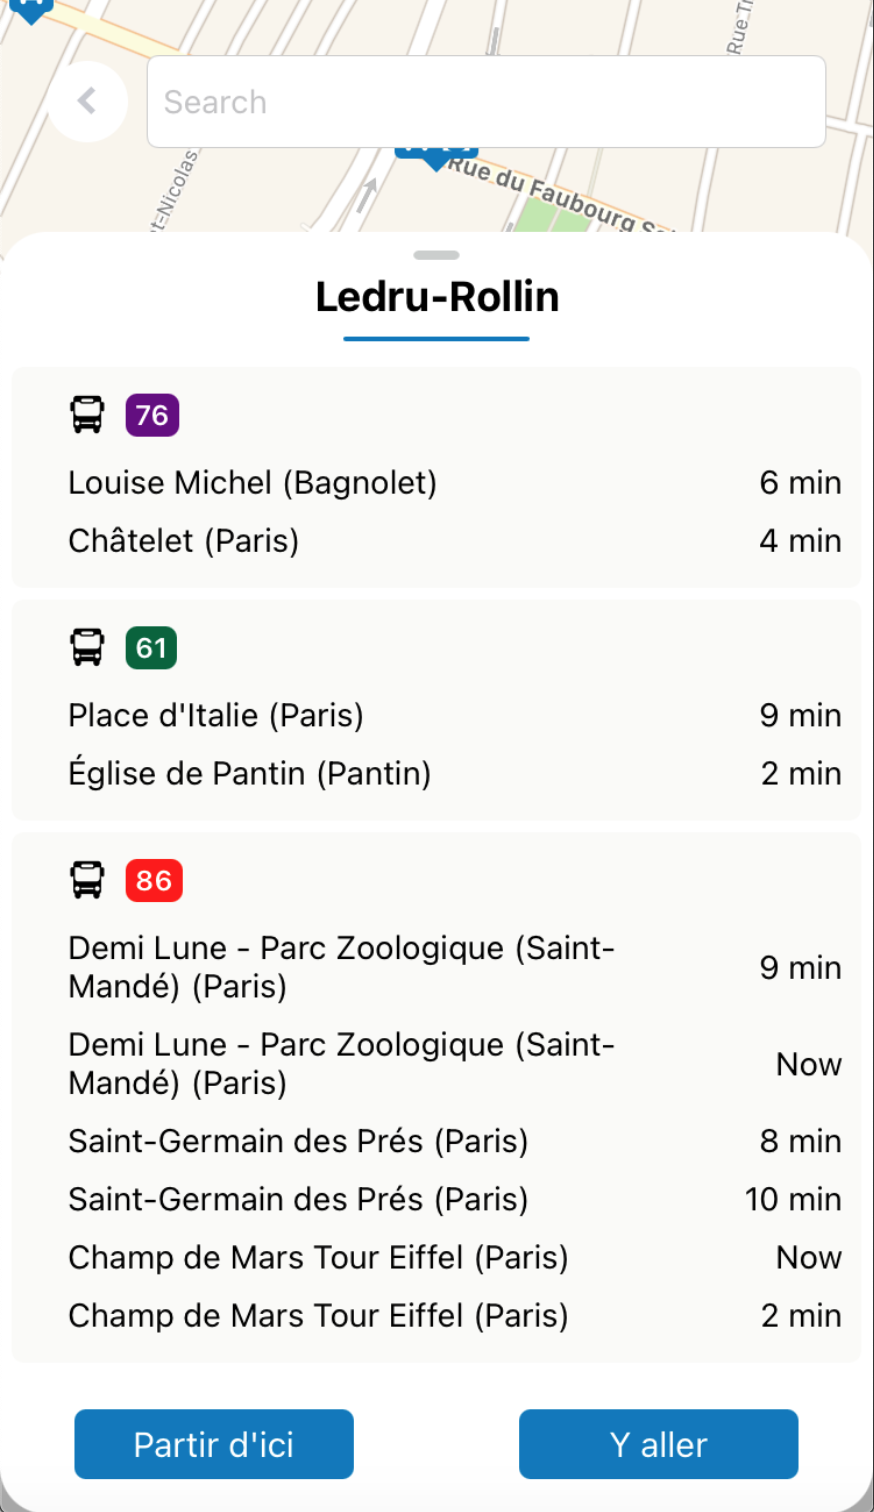 Rue Tr
Search
t-Nicolas
Rue du Faubourg Sa
Ledru-Rollin
76
Louise Michel (Bagnolet)
6 min
Châtelet (Paris)
4 min
61
Place d'Italie (Paris)
9 min
Église de Pantin (Pantin)
2 min
86
Demi Lune - Parc Zoologique (Saint-
Mandé) (Paris)
9 min
Demi Lune - Parc Zoologique (Saint-
Mandé) (Paris)
Now
Saint-Germain des Prés (Paris)
8 min
Saint-Germain des Prés (Paris)
10 min
Champ de Mars Tour Eiffel (Paris)
Now
Champ de Mars Tour Eiffel (Paris)
2 min
Partir d'ici
Y aller